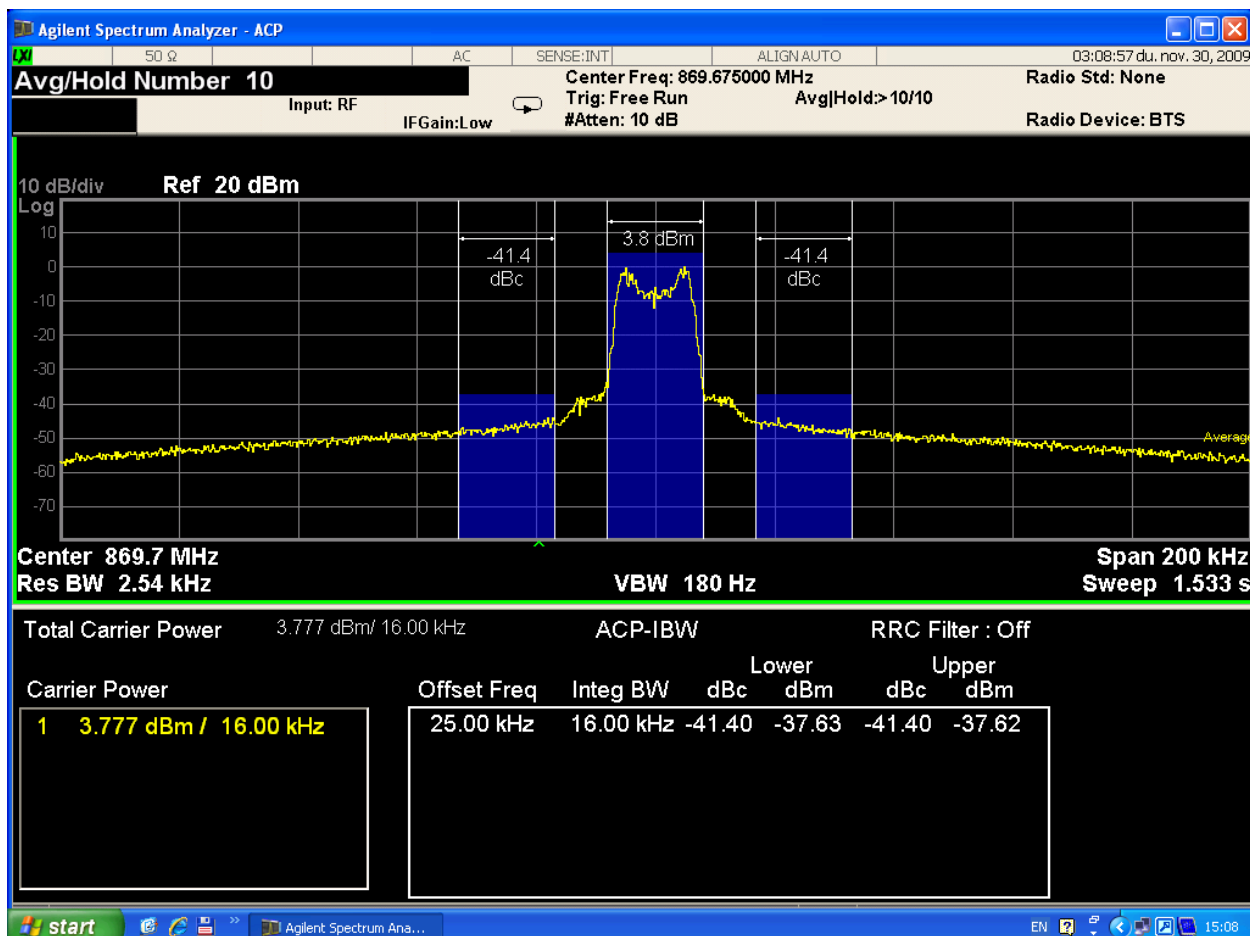 Agilent Spectrum Analyzer - ACP
LXI 50 Ω AC SENSE:INT ALIGN AUTO 03:08:57 du. nov. 30, 2009
Avg/Hold Number 10
Input: RF
IFGain:Low
Center Freq: 869.675000 MHz
Trig: Free Run Avg|Hold:>10/10
#Atten: 10 dB
Radio Std: None
Radio Device: BTS
10 dB/div Ref 20 dBm
Log
10
0
-10
-20
-30
-40
-50
-60
-70
-41.4
dBc
3.8 dBm
-41.4
dBc
Average
Center 869.7 MHz Span 200 kHz
Res BW 2.54 kHz VBW 180 Hz Sweep 1.533 s
Total Carrier Power 3.777 dBm/ 16.00 kHz ACP-IBW RRC Filter : Off
Lower Upper
Carrier Power Offset Freq Integ BW dBc dBm dBc dBm
1 3.777 dBm / 16.00 kHz 25.00 kHz 16.00 kHz -41.40 -37.63 -41.40 -37.62
start » Agilent Spectrum Ana... EN 15:08